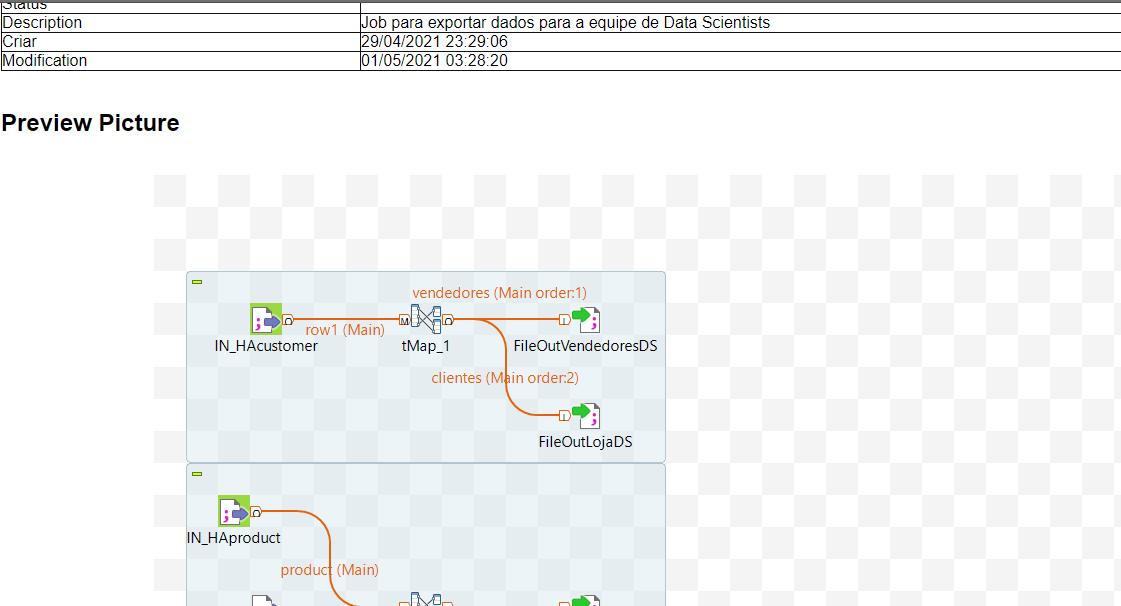 Status
Description Job para exportar dados para a equipe de Data Scientists
Criar 29/04/2021 23:29:06
Modification 01/05/2021 03:28:20
Preview Picture
vendedores (Main order:1)
O M O I
row1 (Main)
IN_HAcustomer tMap_1 FileOutVendedoresDS
clientes (Main order:2)
I
FileOutLojaDS
O
IN_HAproduct
product (Main)